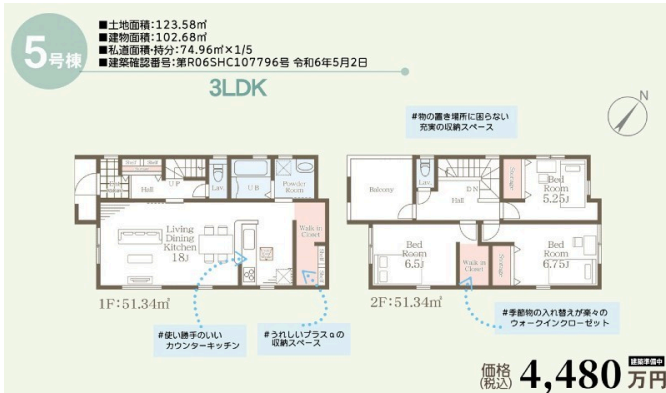 5号棟
■土地面積:123.58㎡
■建物面積:102.68㎡
■私道面積・持分:74.96㎡×1/5
■建築確認番号:第R06SHC107796号 令和6年5月2日
3LDK
N
#物の置き場所に困らない
充実の収納スペース
Hall
UP
Lav.
U.B
Powder
Room
Living
Dining
Kitchen
18J
Walk in
Closet
1F:51.34㎡
#使い勝手のいい
カウンターキッチン
#うれしいプラスαの
収納スペース
Balcony
Lav.
DN
Hall
Storage
Bed
Room
5.25J
Bed
Room
6.5J
Walk in
Closet
Storage
Bed
Room
6.75J
2F:51.34㎡
#季節物の入れ替えが楽々の
ウォークインクローゼット
価格
(税込)
4,480万円
建築準備中